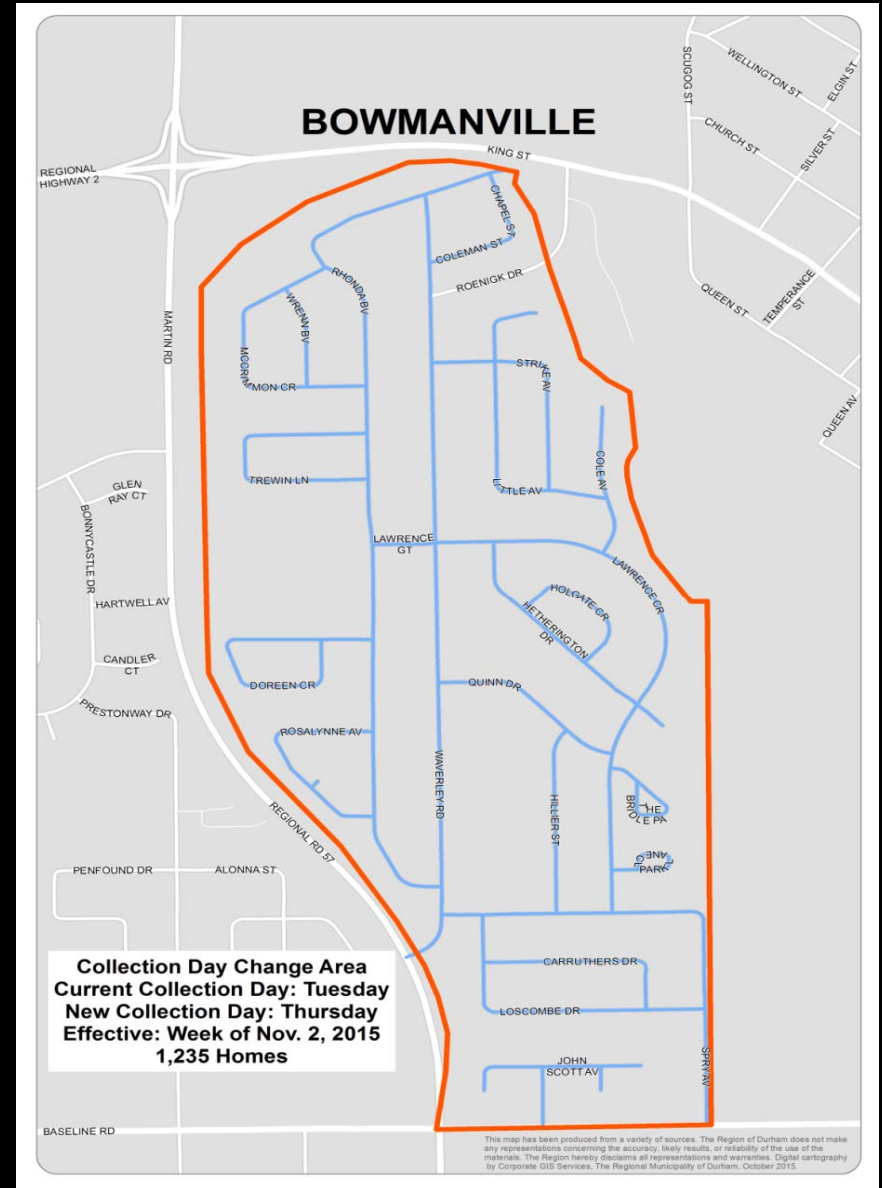 BOWMANVILLE
SCUGOG ST
WELLINGTON ST
ELGIN ST
CHURCH ST
SILVER ST
KING ST
REGIONAL
HIGHWAY 2
CHAPEL ST
COLEMAN ST
ROENIGK DR
RHONDA BV
WRENN BV
QUEEN ST
TEMPERANCE
ST
MARTIN RD
MCCRIMMON CR
STRIKE AV
QUEEN AV
TREWIN LN
LITTLE AV
COLE AV
GLEN
RAY CT
BONNYCASTLE DR
LAWRENCE
GT
LAWRENCE CR
HARTWELL AV
HOLGATE CR
HETHERINGTON
DR
CANDLER
CT
DOREEN CR
QUINN DR
PRESTONWAY DR
ROSALYNNE AV
WAVERLEY RD
HILLIER ST
THE
BRIDLE PA
REGIONAL RD 57
PENFOUND DR
ALONNA ST
PARK
LANE CI
Collection Day Change Area
Current Collection Day: Tuesday
New Collection Day: Thursday
Effective: Week of Nov. 2, 2015
1,235 Homes
CARRUTHERS DR
LOSCOMBE DR
JOHN
SCOTT AV
SPRY AV
BASELINE RD
This map has been produced from a variety of sources. The Region of Durham does not make
any representations concerning the accuracy, likely results, or reliability of the use of the
materials. The Region hereby disclaims all representations and warranties. Digital cartography
by Corporate GIS Services, The Regional Municipality of Durham, October 2015.